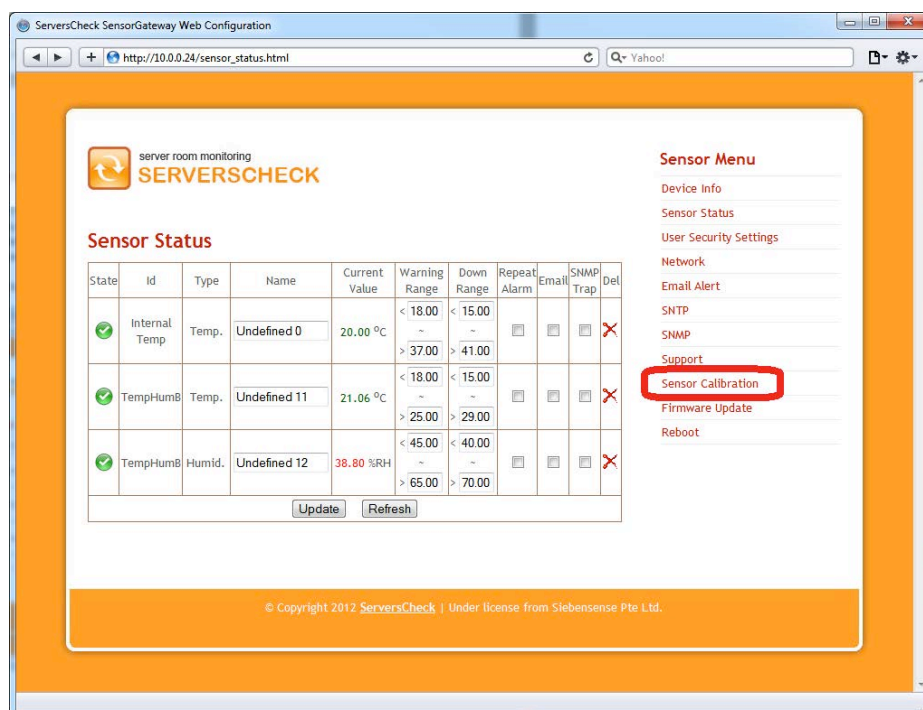 ServersCheck SensorGateway Web Configuration
http://10.0.0.24/sensor_status.html
Yahoo!
server room monitoring
SERVERSCHECK
Sensor Status
State Id Type Name Current Value Warning Range Down Range Repeat Alarm Email SNMP Trap Del
Internal Temp Temp. Undefined 0 20.00 °C < 18.00 ~ > 37.00 < 15.00 ~ > 41.00
TempHumB Temp. Undefined 11 21.06 °C < 18.00 ~ > 25.00 < 15.00 ~ > 29.00
TempHumB Humid. Undefined 12 38.80 %RH < 45.00 ~ > 65.00 < 40.00 ~ > 70.00
Update Refresh
Sensor Menu
Device Info
Sensor Status
User Security Settings
Network
Email Alert
SNTP
SNMP
Support
Sensor Calibration
Firmware Update
Reboot
© Copyright 2012 ServersCheck | Under license from Siebensense Pte Ltd.